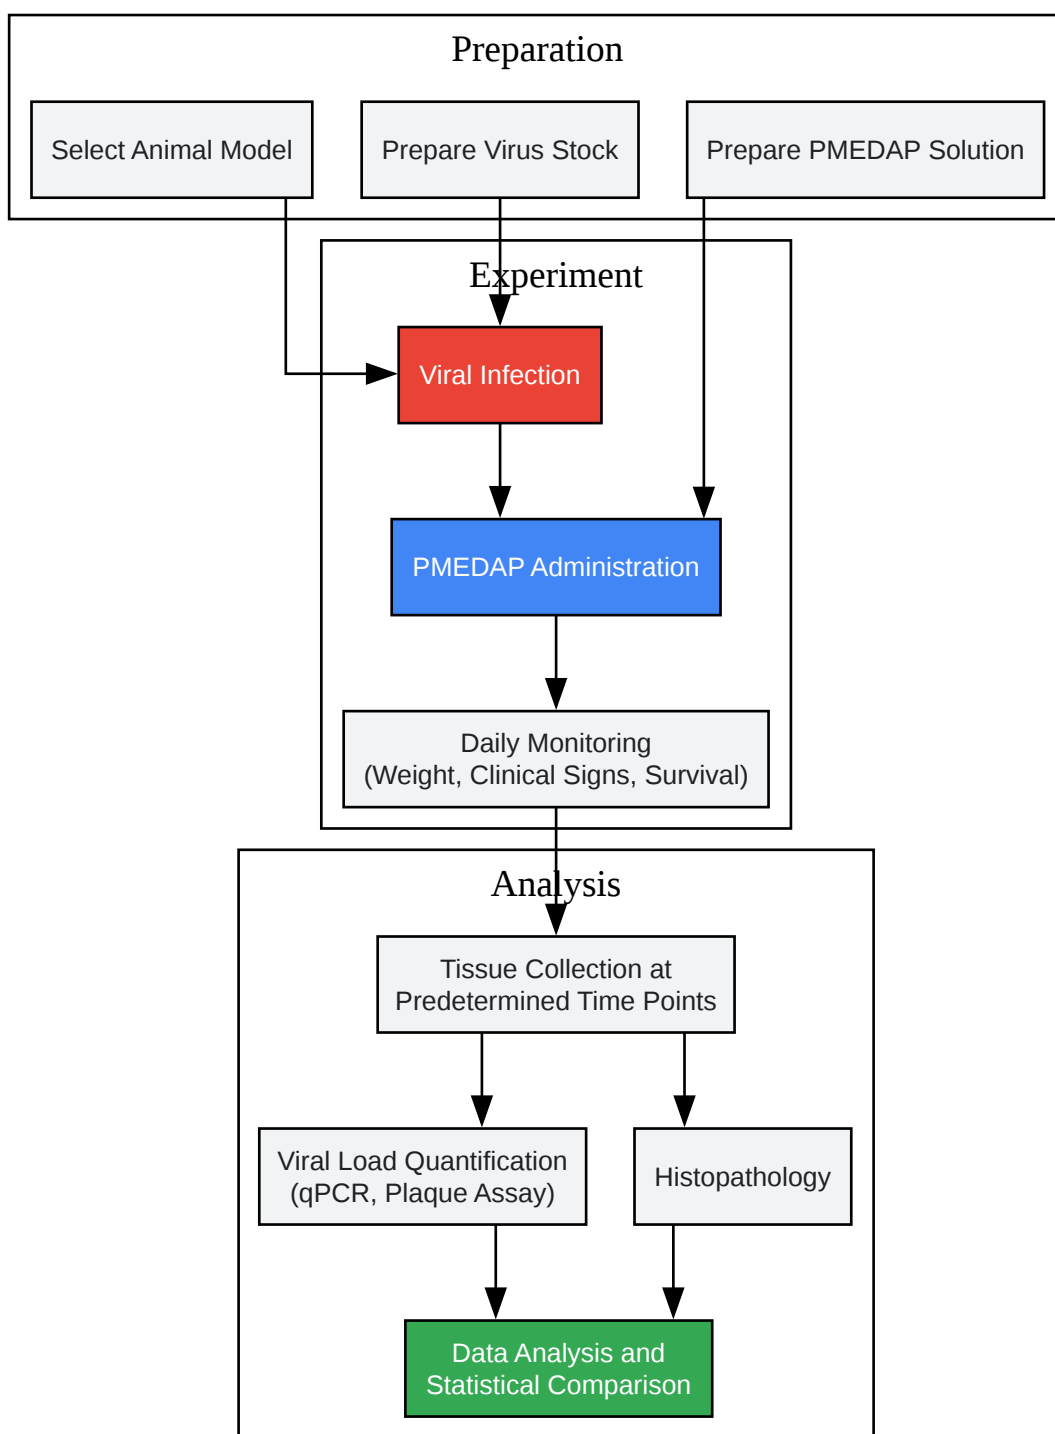 Preparation
Select Animal Model
Prepare Virus Stock
Prepare PMEDAP Solution
Experiment
Viral Infection
PMEDAP Administration
Daily Monitoring
(Weight, Clinical Signs, Survival)
Analysis
Tissue Collection at
Predetermined Time Points
Viral Load Quantification
(qPCR, Plaque Assay)
Histopathology
Data Analysis and
Statistical Comparison